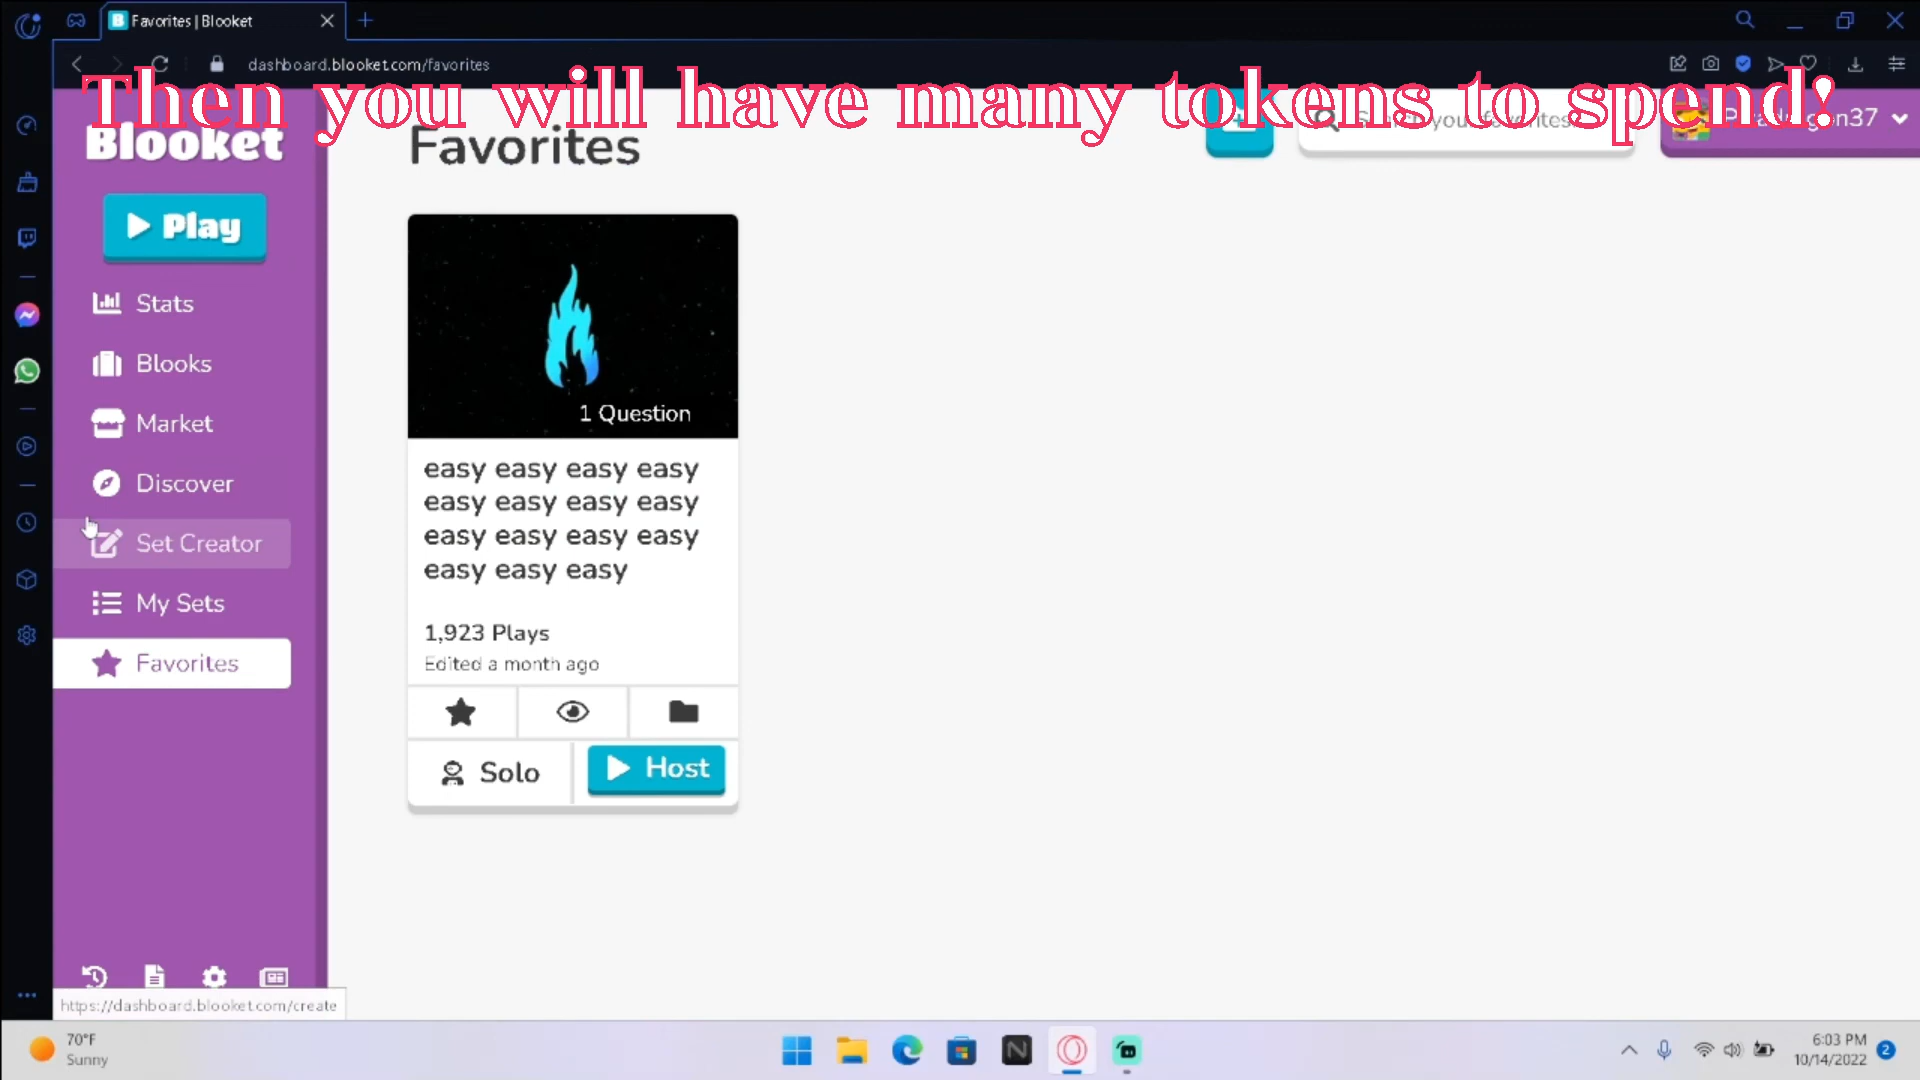 Favorites | Blooket
dashboard.blooket.com/favorites
Then you will have many tokens to spend!
Blooket
Favorites
Play
Stats
Blooks
Market
Discover
Set Creator
My Sets
Favorites
1 Question
easy easy easy easy
easy easy easy easy
easy easy easy easy
easy easy easy
1,923 Plays
Edited a month ago
Solo
Host
https://dashboard.blooket.com/create
70°F
Sunny
6:03 PM
10/14/2022
2